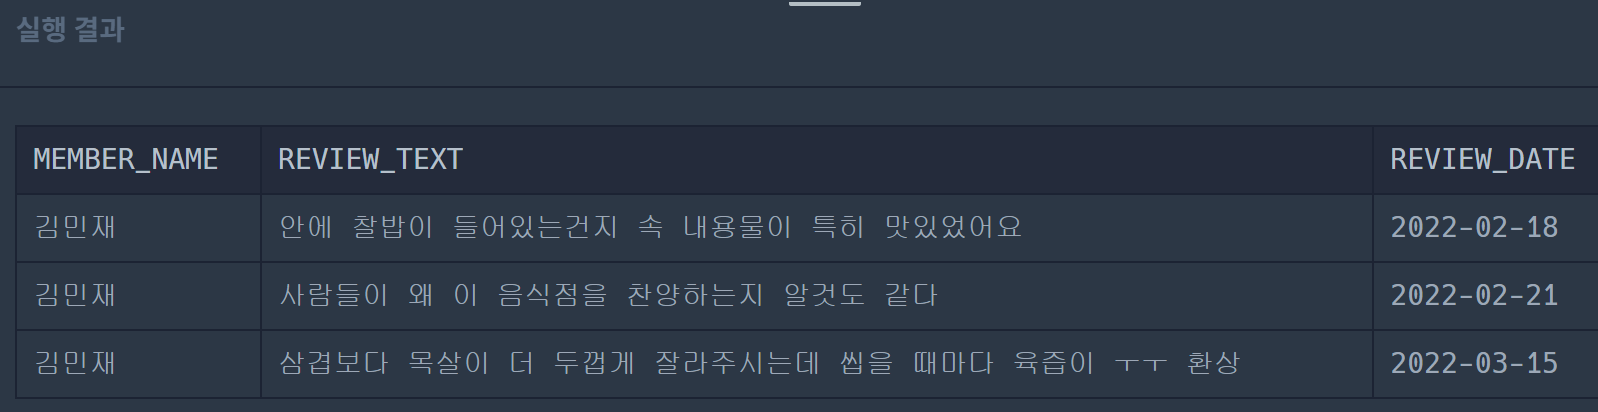 실행 결과
MEMBER_NAME REVIEW_TEXT REVIEW_DATE
김민재 안에 찰밥이 들어있는건지 속 내용물이 특히 맛있었어요 2022-02-18
김민재 사람들이 왜 이 음식점을 찬양하는지 알것도 같다 2022-02-21
김민재 삼겹보다 목살이 더 두껍게 잘라주시는데 씹을 때마다 육즙이 ㅜㅜ 환상 2022-03-15